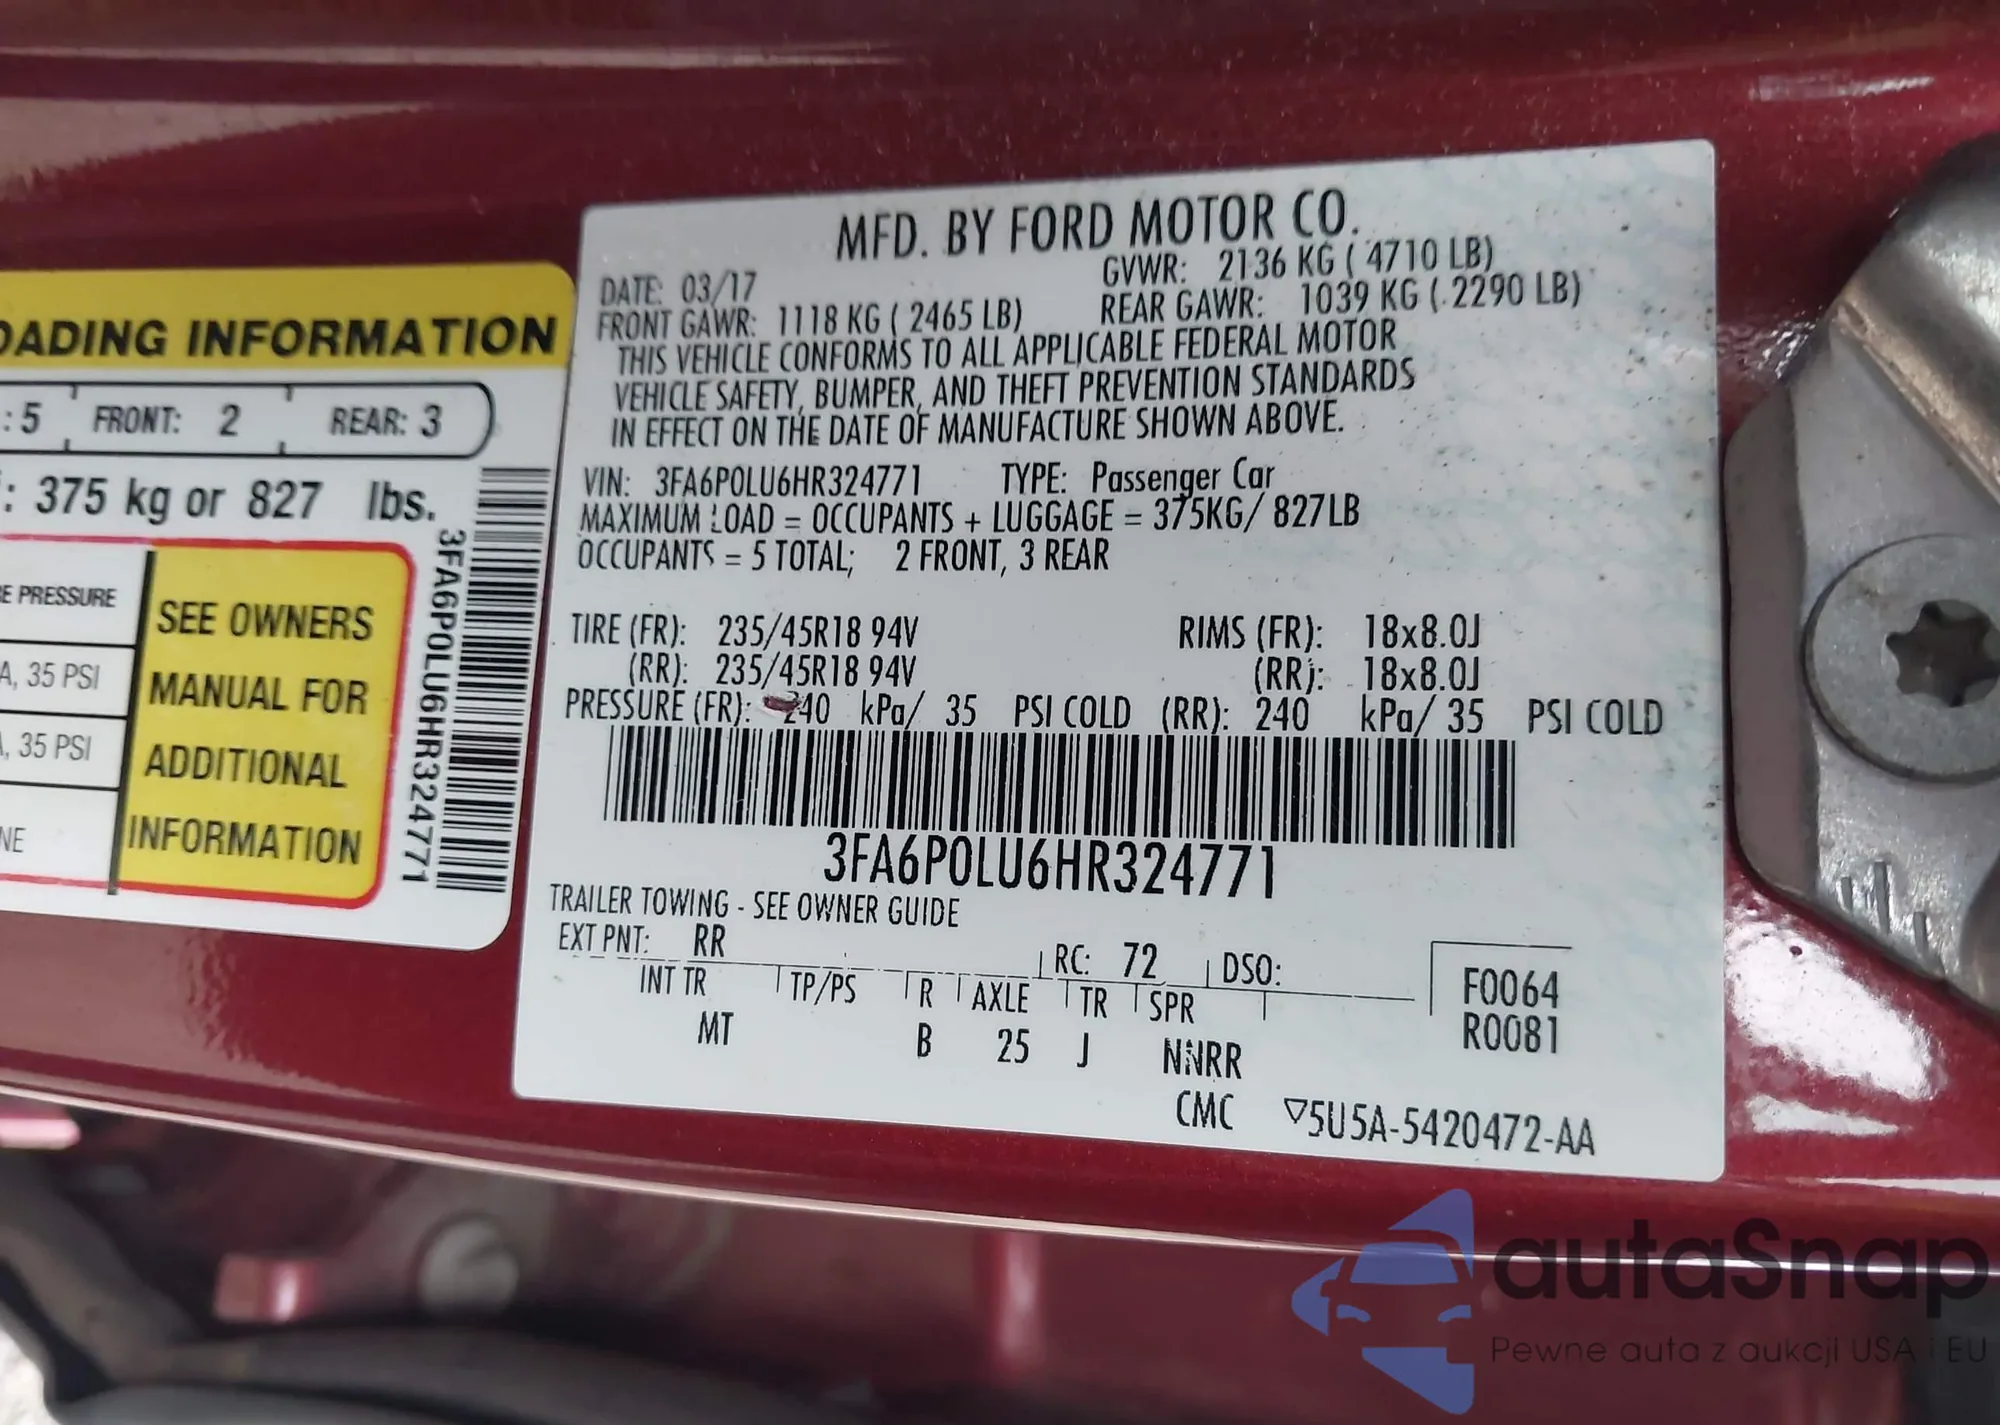 OADING INFORMATION
: 5 FRONT: 2 REAR: 3
: 375 kg or 827 lbs.
E PRESSURE
A, 35 PSI
, 35 PSI
NE
SEE OWNERS
MANUAL FOR
ADDITIONAL
INFORMATION
3FA6P0LU6HR324771
MFD. BY FORD MOTOR CO.
DATE: 03/17 GVWR: 2136 KG ( 4710 LB)
FRONT GAWR: 1118 KG ( 2465 LB) REAR GAWR: 1039 KG ( 2290 LB)
THIS VEHICLE CONFORMS TO ALL APPLICABLE FEDERAL MOTOR
VEHICLE SAFETY, BUMPER, AND THEFT PREVENTION STANDARDS
IN EFFECT ON THE DATE OF MANUFACTURE SHOWN ABOVE.
VIN: 3FA6P0LU6HR324771 TYPE: Passenger Car
MAXIMUM LOAD = OCCUPANTS + LUGGAGE = 375KG/ 827LB
OCCUPANTS = 5 TOTAL; 2 FRONT, 3 REAR
TIRE (FR): 235/45R18 94V RIMS (FR): 18x8.0J
(RR): 235/45R18 94V (RR): 18x8.0J
PRESSURE (FR): 240 kPa/ 35 PSI COLD (RR): 240 kPa/ 35 PSI COLD
3FA6P0LU6HR324771
TRAILER TOWING - SEE OWNER GUIDE
EXT PNT: RR RC: 72 DSO:
INT TR TP/PS R AXLE TR SPR
MT B 25 J NNRR
F0064
R0081
CMC ▽5U5A-5420472-AA
autaSnap
Pewne auta z aukcji USA i EU